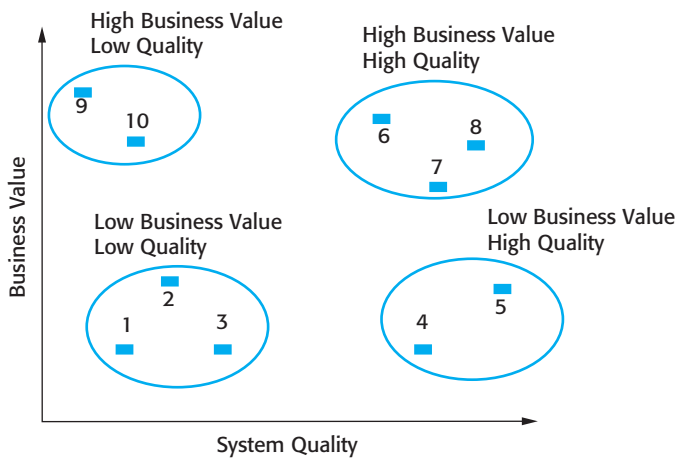 High Business Value
Low Quality
9
10
High Business Value
High Quality
6
8
7
Low Business Value
Low Quality
2
1
3
Low Business Value
High Quality
5
4
Business Value
System Quality